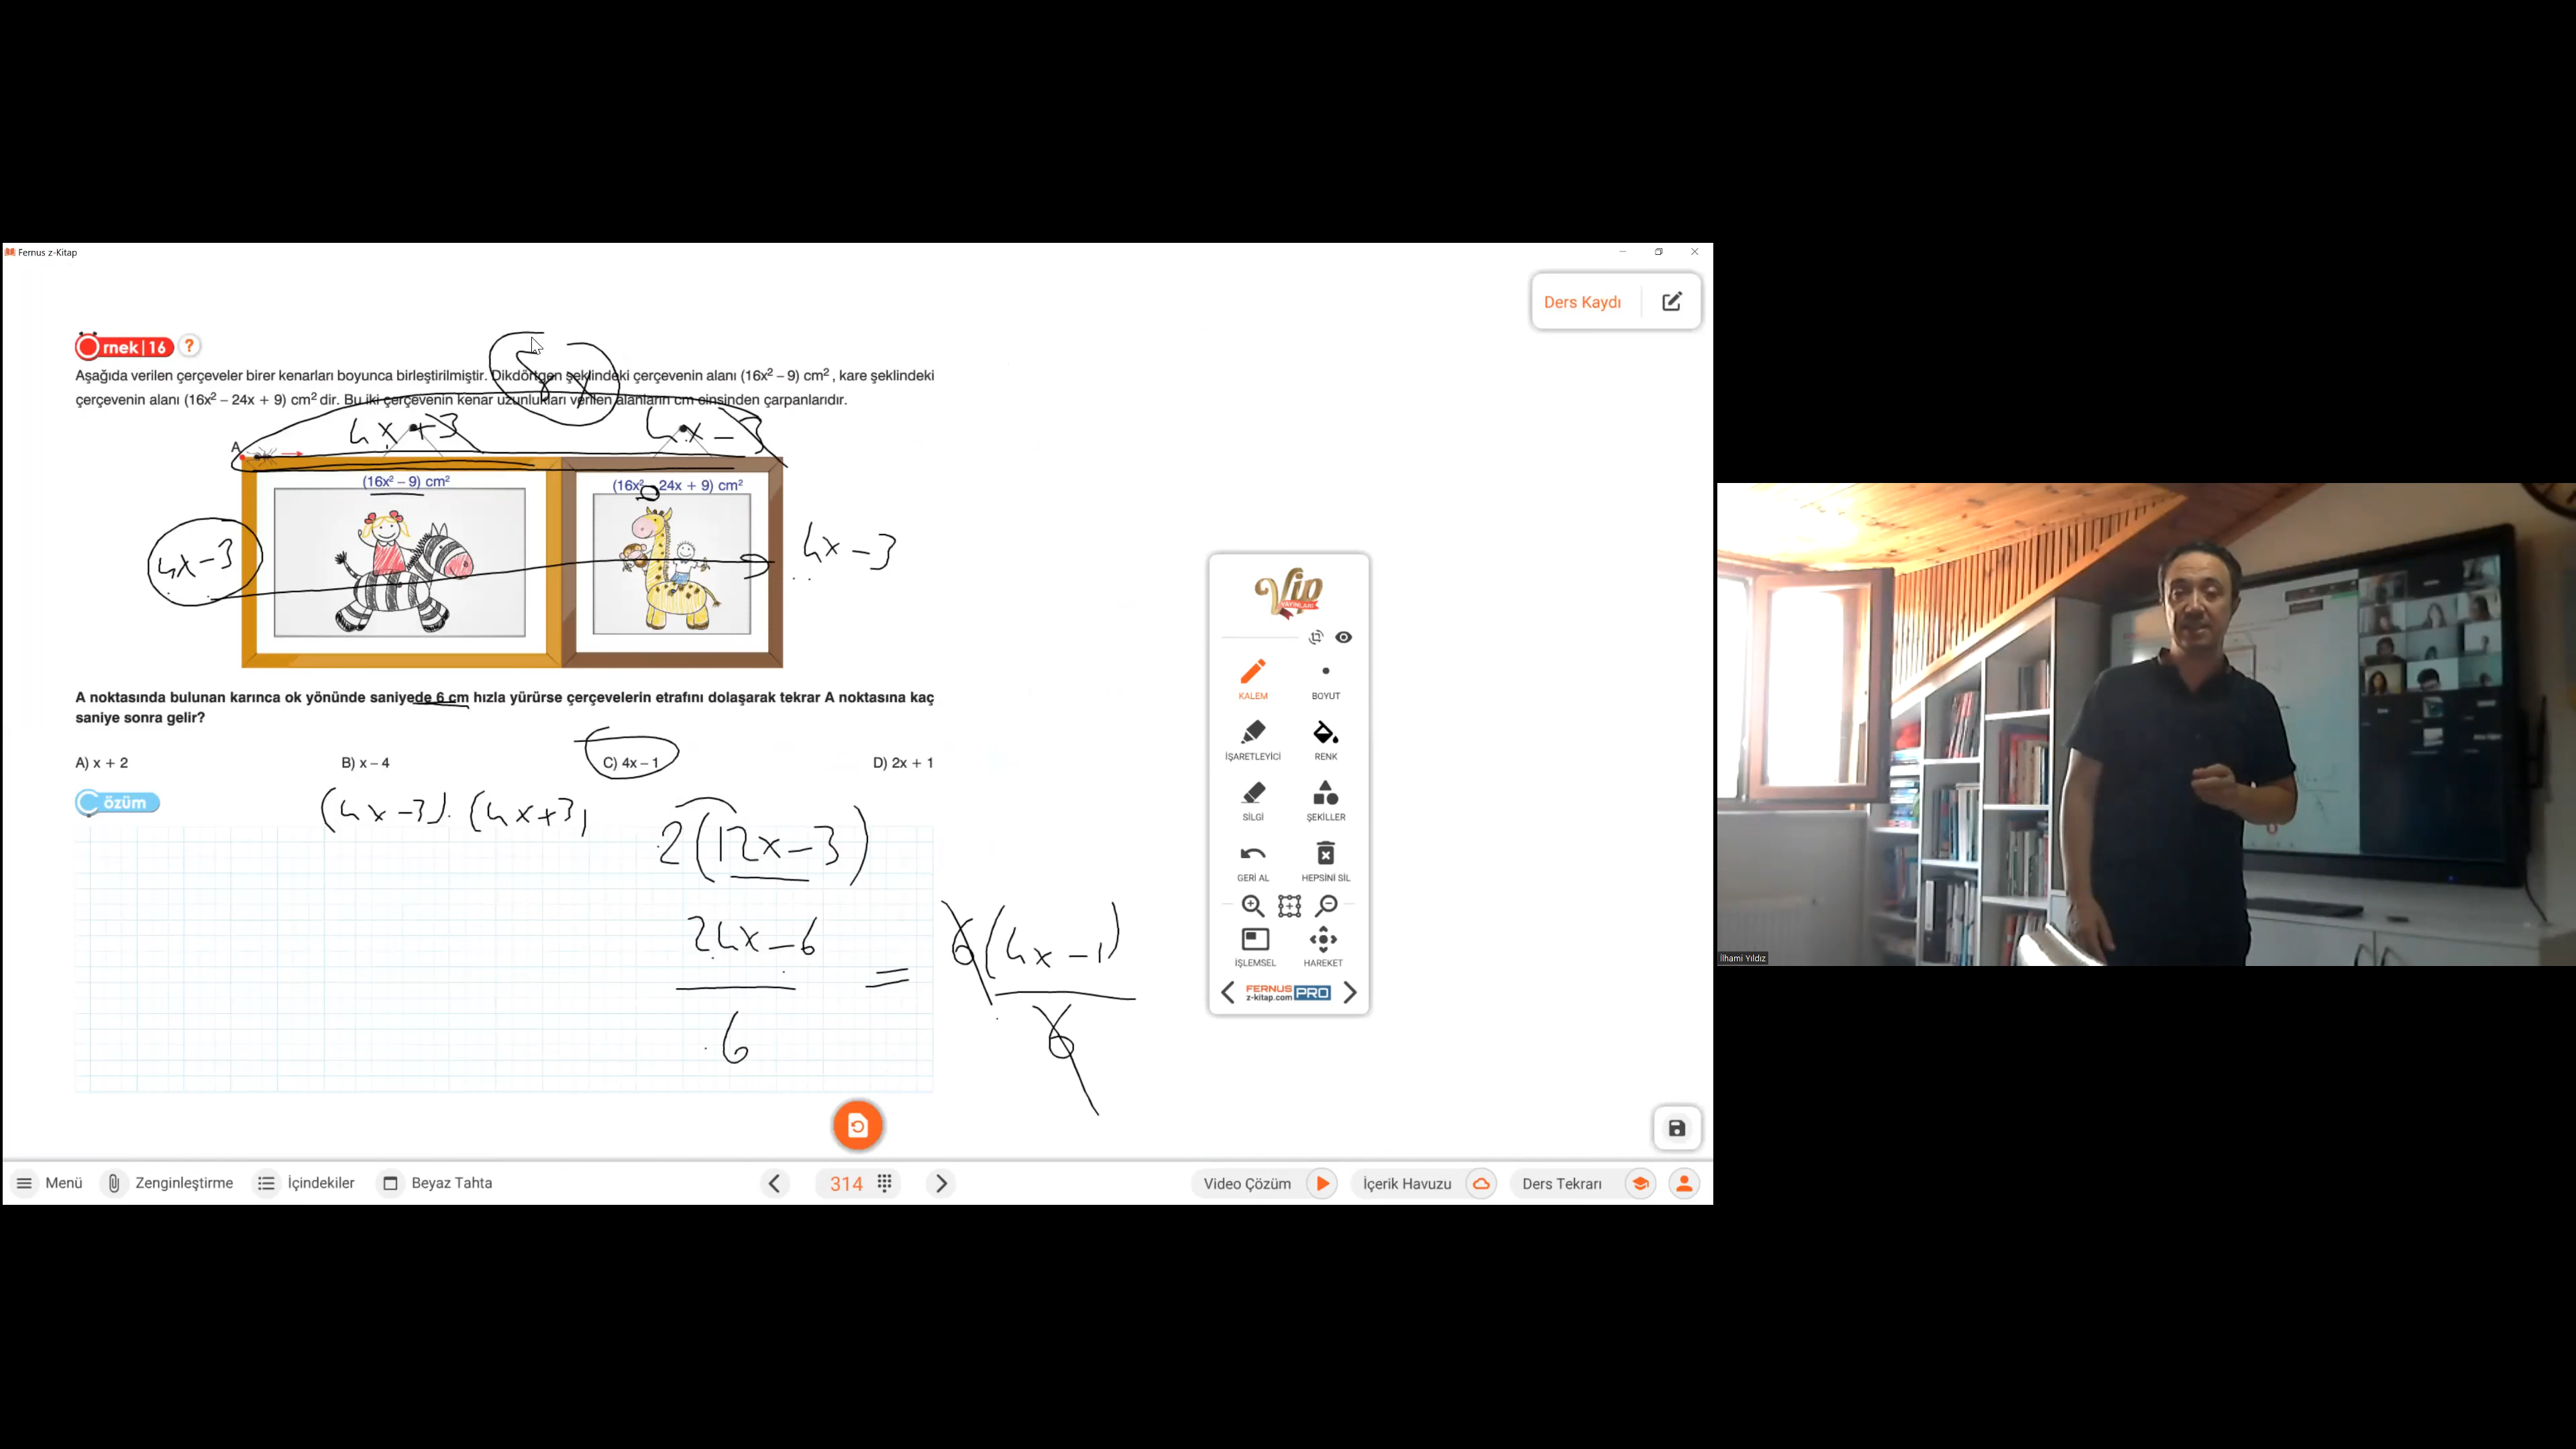 Fernus z-Kitap
Ders Kaydı
Örnek|16 ?
Aşağıda verilen çerçeveler birer kenarları boyunca birleştirilmiştir. Dikdörtgen şeklindeki çerçevenin alanı (16x² – 9) cm², kare şeklindeki
çerçevenin alanı (16x² – 24x + 9) cm² dir. Bu iki çerçevenin kenar uzunlukları verilen alanların cm cinsinden çarpanlarıdır.
8x
4x + 3
4x – 3
A
(16x² – 9) cm²
(16x² – 24x + 9) cm²
4x – 3
4x – 3
A noktasında bulunan karınca ok yönünde saniyede 6 cm hızla yürürse çerçevelerin etrafını dolaşarak tekrar A noktasına kaç
saniye sonra gelir?
A) x + 2
B) x – 4
C) 4x – 1
D) 2x + 1
Çözüm
(4x – 3) . (4x + 3)
2(12x – 3)
24x – 6
6
=
6(4x – 1)
6
Vip
YAYINLARI
KALEM
BOYUT
İŞARETLEYİCİ
RENK
SİLGİ
ŞEKİLLER
GERİ AL
HEPSİNİ SİL
İŞLEMSEL
HAREKET
FERNUS
z-kitap.com PRO
İlhami Yıldız
Menü
Zenginleştirme
İçindekiler
Beyaz Tahta
314
Video Çözüm
İçerik Havuzu
Ders Tekrarı